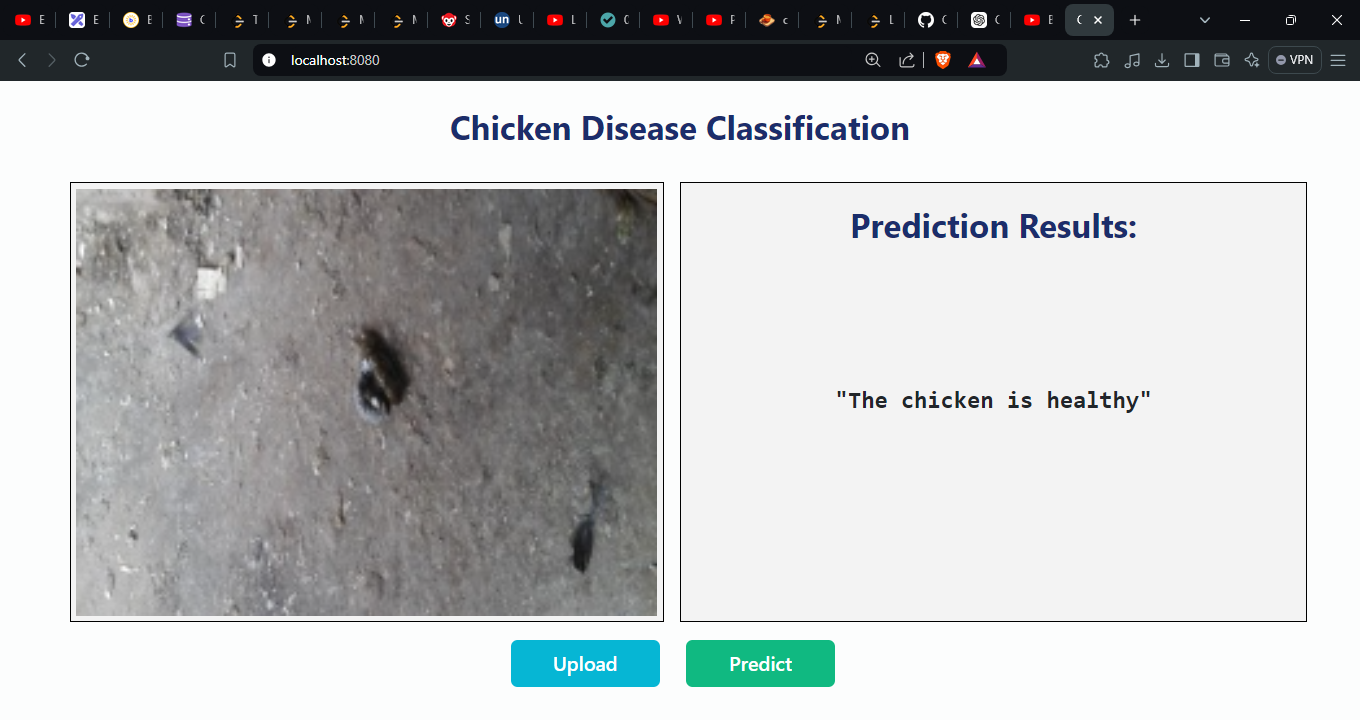 E
E
E
C
T
M
M
M
S
U
L
C
V
F
c
M
L
C
C
E
C
localhost:8080
VPN
Chicken Disease Classification
Prediction Results:
"The chicken is healthy"
Upload
Predict